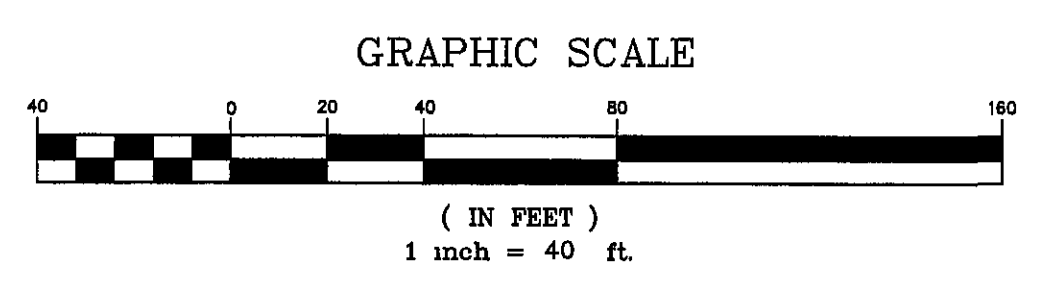 GRAPHIC SCALE
40 0 20 40 80 160
( IN FEET )
1 inch = 40 ft.